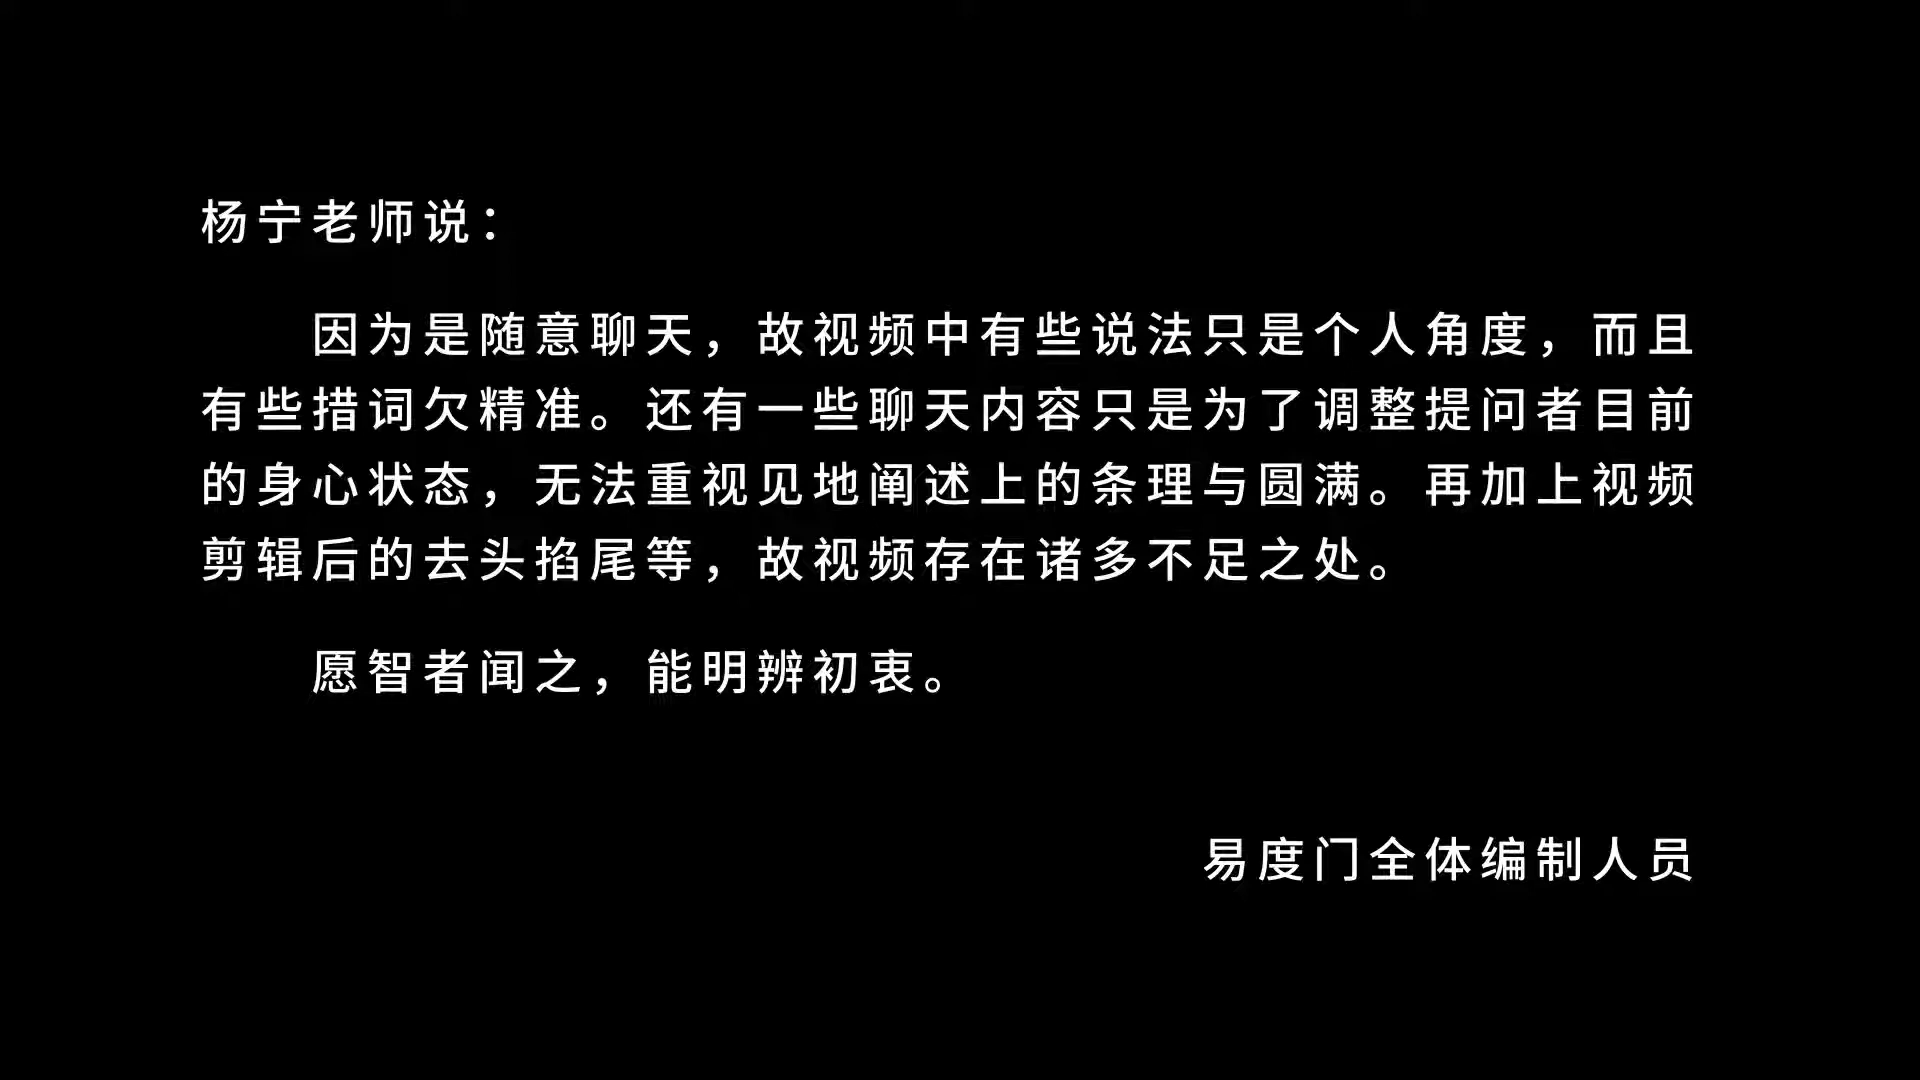 杨宁老师说：
因为是随意聊天，故视频中有些说法只是个人角度，而且
有些措词欠精准。还有一些聊天内容只是为了调整提问者目前
的身心状态，无法重视见地阐述上的条理与圆满。再加上视频
剪辑后的去头掐尾等，故视频存在诸多不足之处。
愿智者闻之，能明辨初衷。
易度门全体编制人员